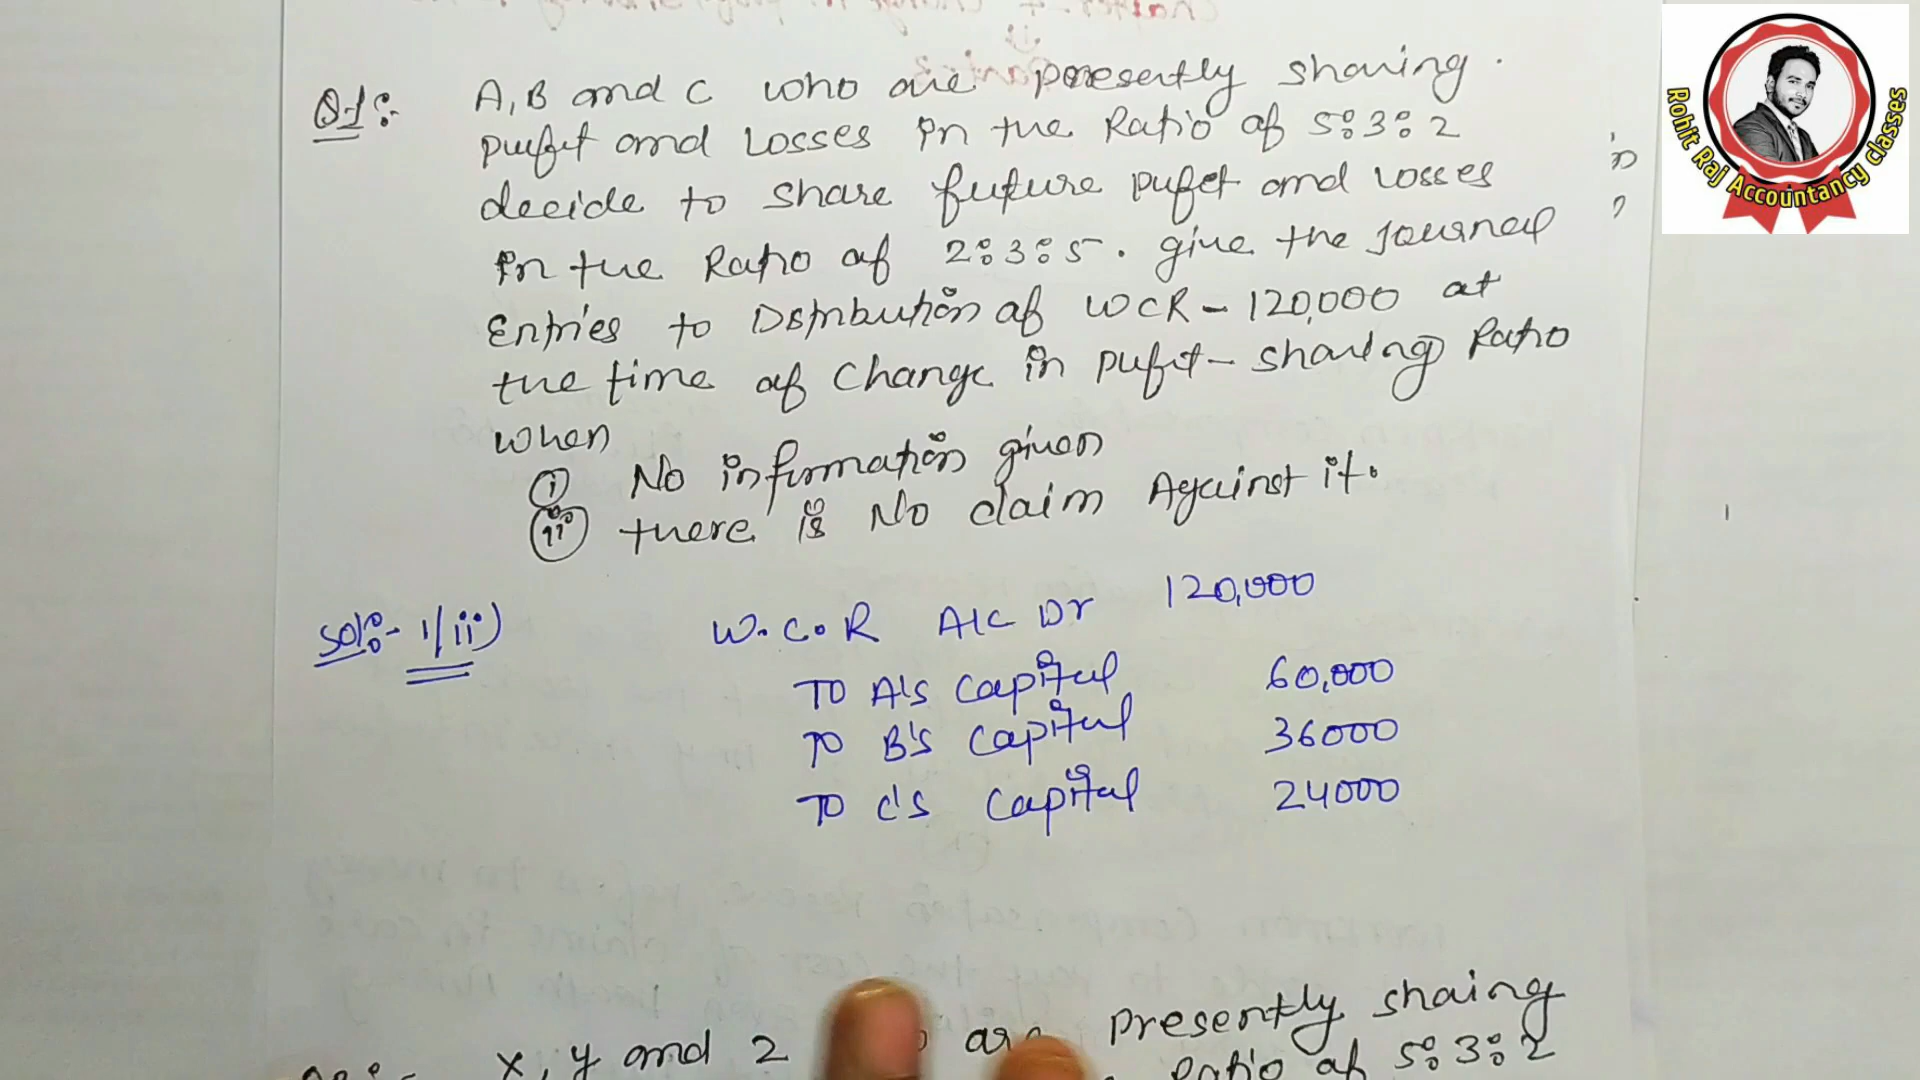 Q-1:- A, B and C who are presently sharing
profit and Losses in the Ratio of 5:3:2
decide to share future profit and losses
in the Ratio of 2:3:5. give the Journal
Entries to Distribution of WCR - 120,000 at
the time of Change in Profit-sharing Ratio
when
(i) No information given
(ii) there is No claim Against it.
Sol:- 1/ii) W.C.R A/C Dr 120,000
To A's Capital 60,000
To B's Capital 36000
To C's Capital 24000
X, Y and Z are presently shaing
Ratio of 5:3:2
Rohit Raj Accountancy classes